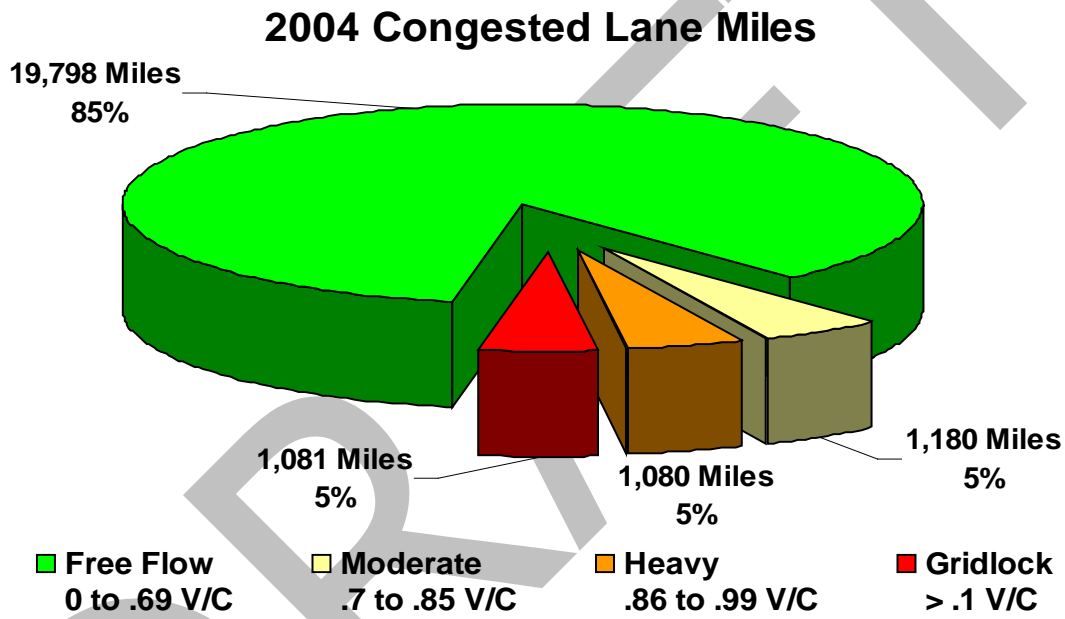 2004 Congested Lane Miles
19,798 Miles
85%
1,081 Miles
5%
1,080 Miles
5%
1,180 Miles
5%
Free Flow
0 to .69 V/C
Moderate
.7 to .85 V/C
Heavy
.86 to .99 V/C
Gridlock
> .1 V/C